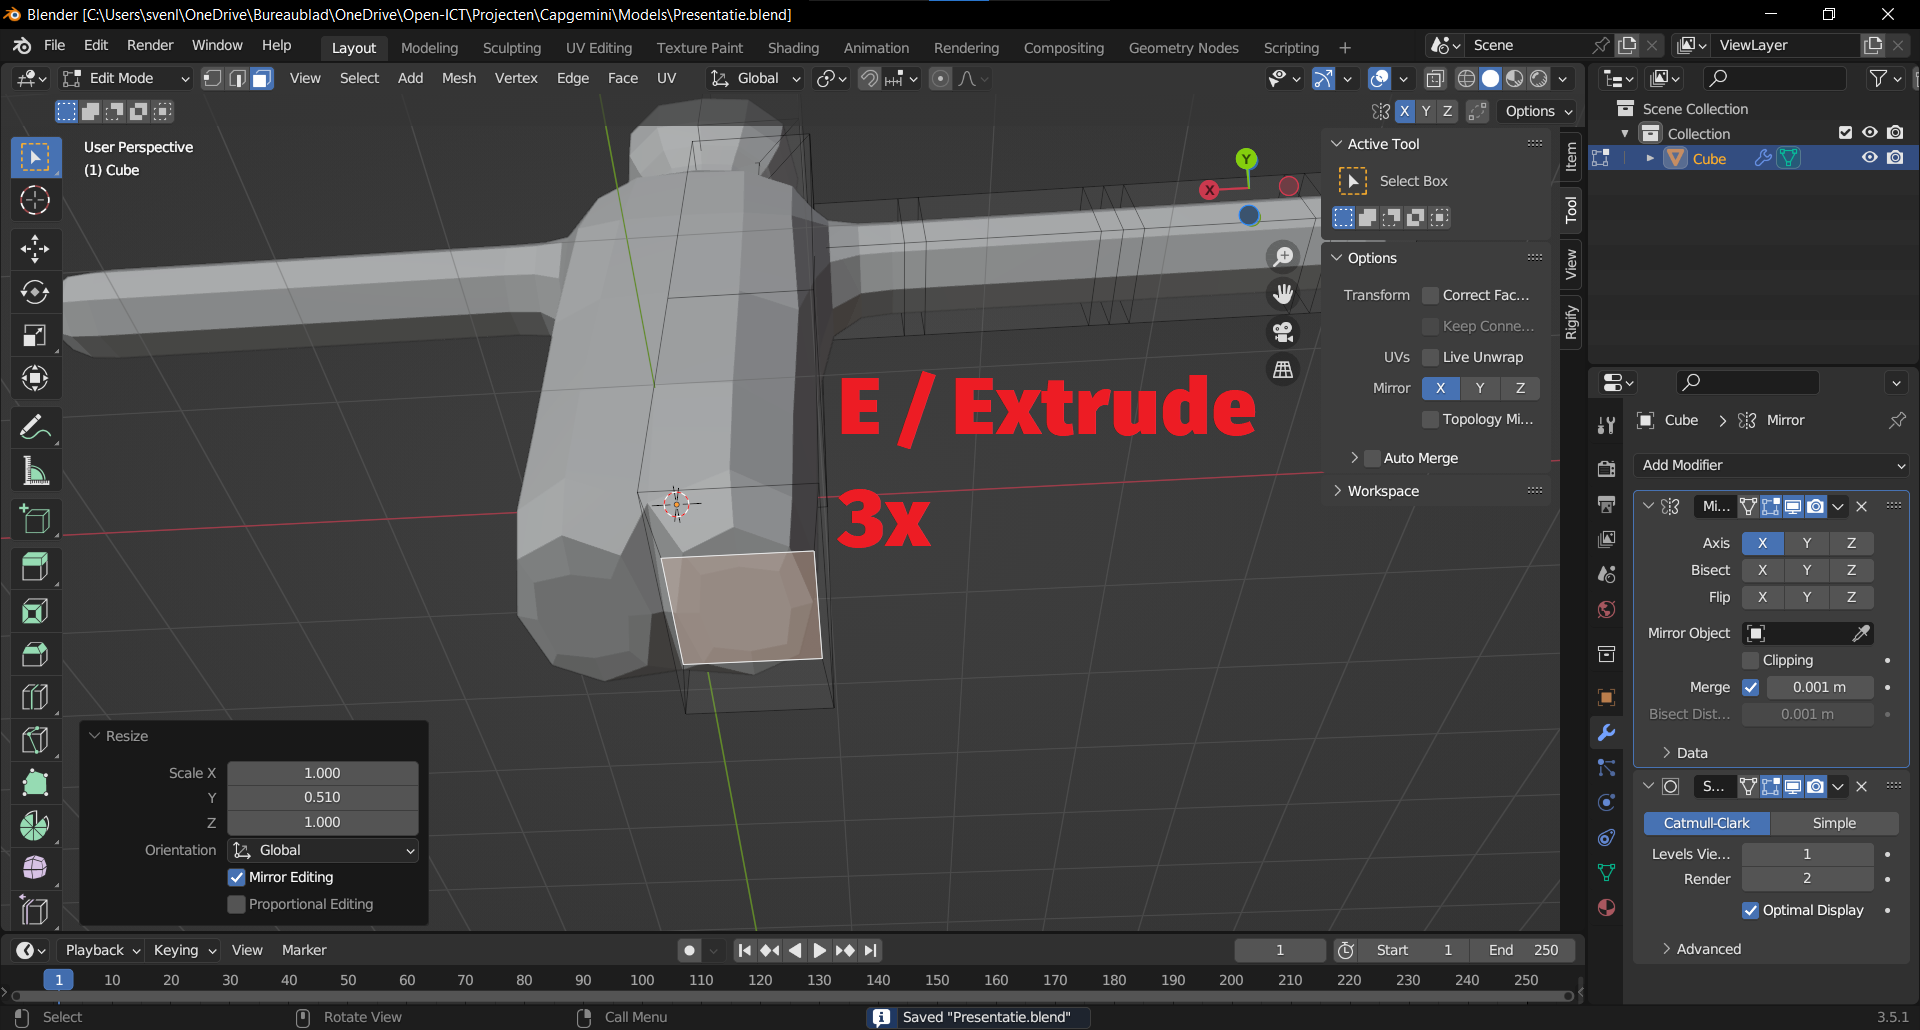 Blender [C:\Users\svenl\OneDrive\Bureaublad\OneDrive\Open-ICT\Projecten\Capgemini\Models\Presentatie.blend]
File Edit Render Window Help Layout Modeling Sculpting UV Editing Texture Paint Shading Animation Rendering Compositing Geometry Nodes Scripting + Scene ViewLayer
Edit Mode View Select Add Mesh Vertex Edge Face UV Global
X Y Z Options
User Perspective
(1) Cube
Y
X
Active Tool
Select Box
Options
Transform Correct Fac...
Keep Conne...
UVs Live Unwrap
Mirror X Y Z
Topology Mi...
Auto Merge
Workspace
Item
Tool
View
Rigify
E / Extrude
3x
Scene Collection
Collection
Cube
Cube > Mirror
Add Modifier
Mi...
Axis X Y Z
Bisect X Y Z
Flip X Y Z
Mirror Object
Clipping
Merge 0.001 m
Bisect Dist... 0.001 m
Data
S...
Catmull-Clark Simple
Levels Vie... 1
Render 2
Optimal Display
Advanced
Resize
Scale X 1.000
Y 0.510
Z 1.000
Orientation Global
Mirror Editing
Proportional Editing
Playback Keying View Marker 1 Start 1 End 250
1 10 20 30 40 50 60 70 80 90 100 110 120 130 140 150 160 170 180 190 200 210 220 230 240 250
Select Rotate View Call Menu Saved "Presentatie.blend" 3.5.1